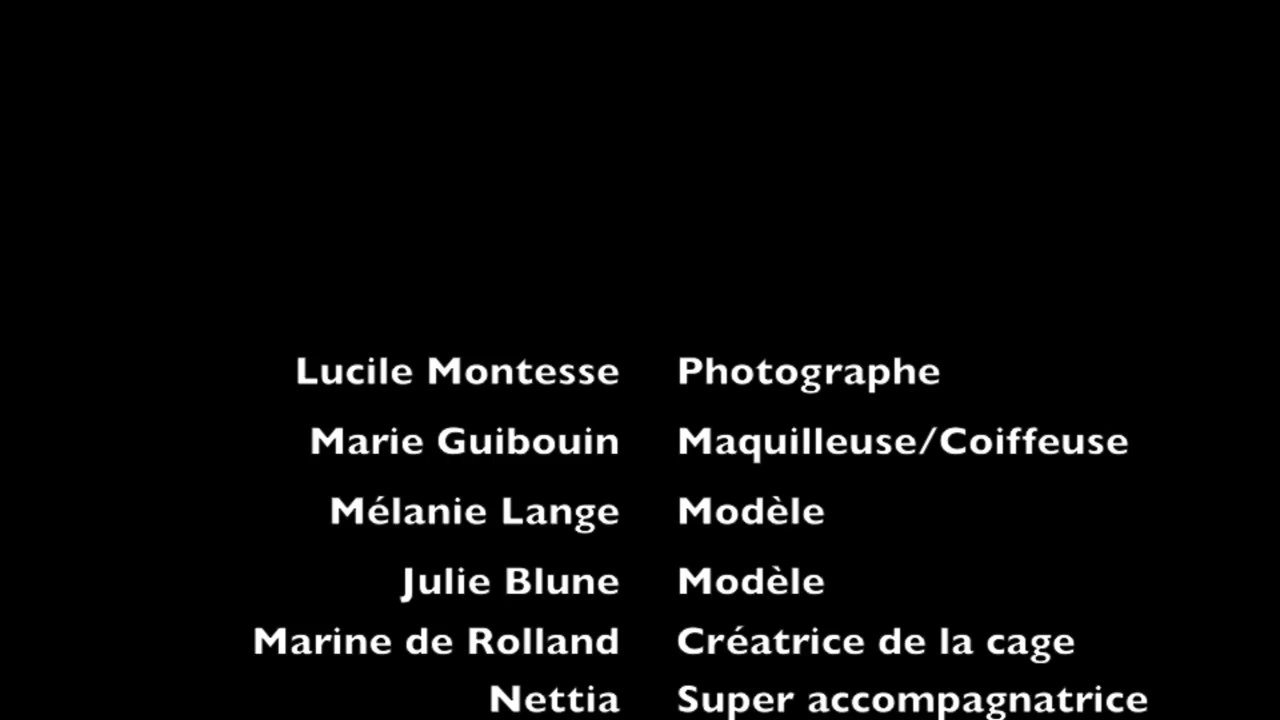 Lucile Montesse Photographe
Marie Guibouin Maquilleuse/Coiffeuse
Mélanie Lange Modèle
Julie Blune Modèle
Marine de Rolland Créatrice de la cage
Nettia Super accompagnatrice